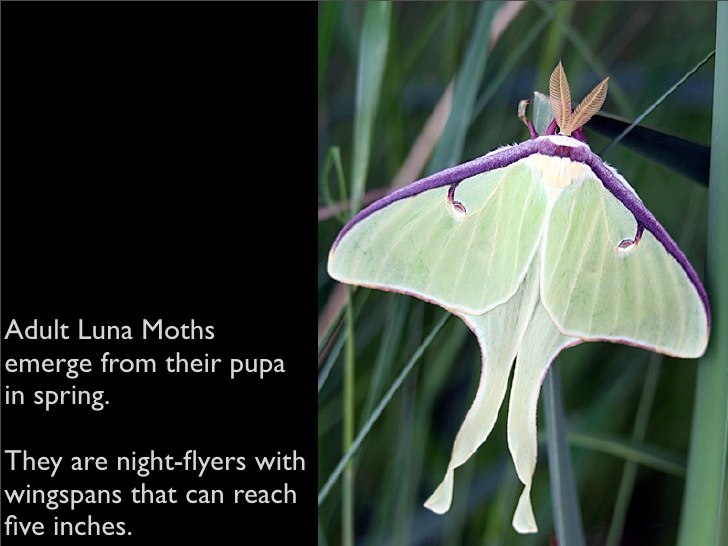 Adult Luna Moths
emerge from their pupa
in spring.
They are night-flyers with
wingspans that can reach
five inches.